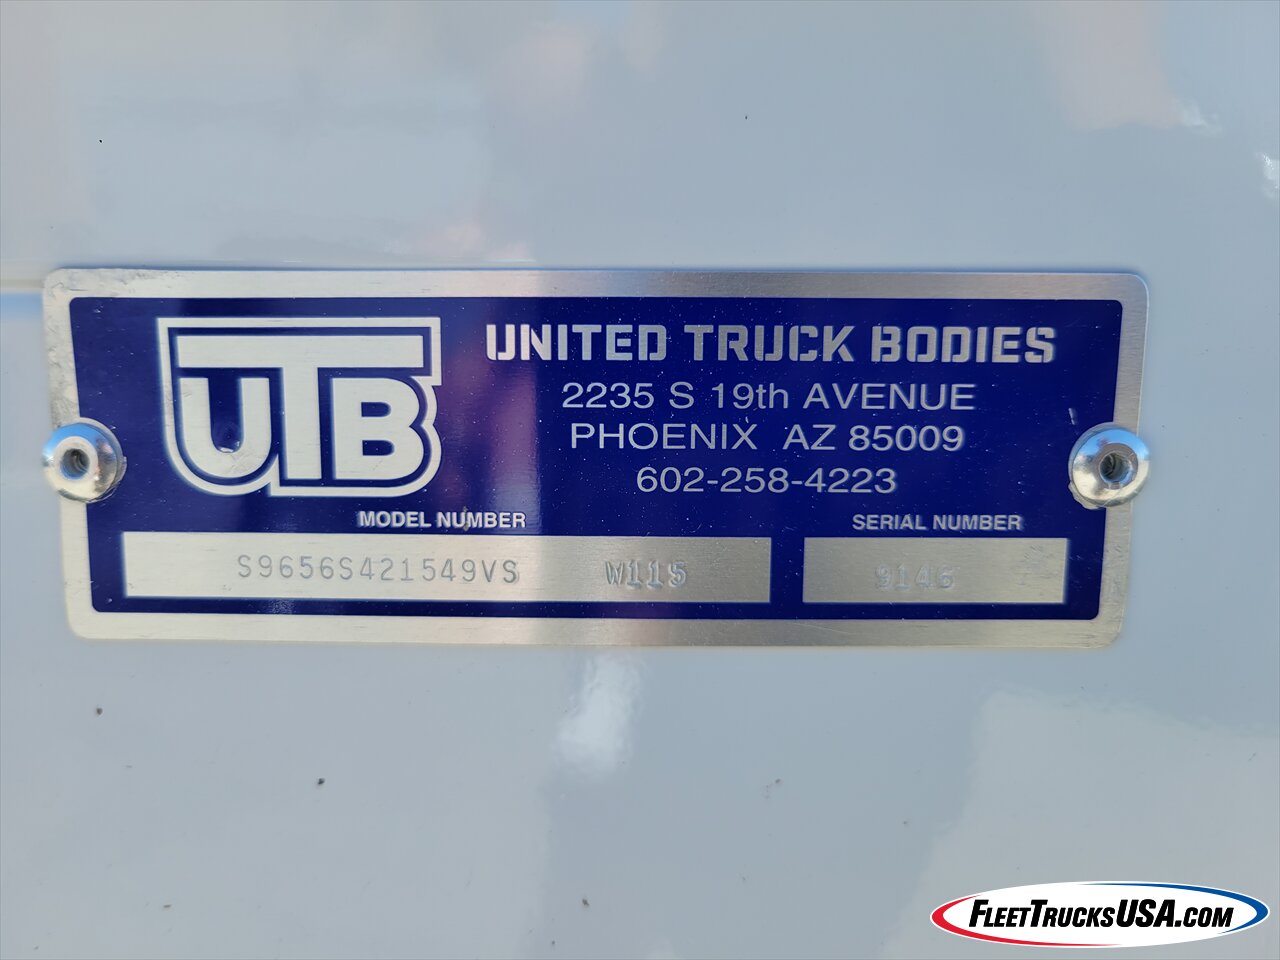 UTB
UNITED TRUCK BODIES
2235 S 19th AVENUE
PHOENIX AZ 85009
602-258-4223
MODEL NUMBER
SERIAL NUMBER
S9656S421549VS W115
9146
FLEETTRUCKSUSA.COM